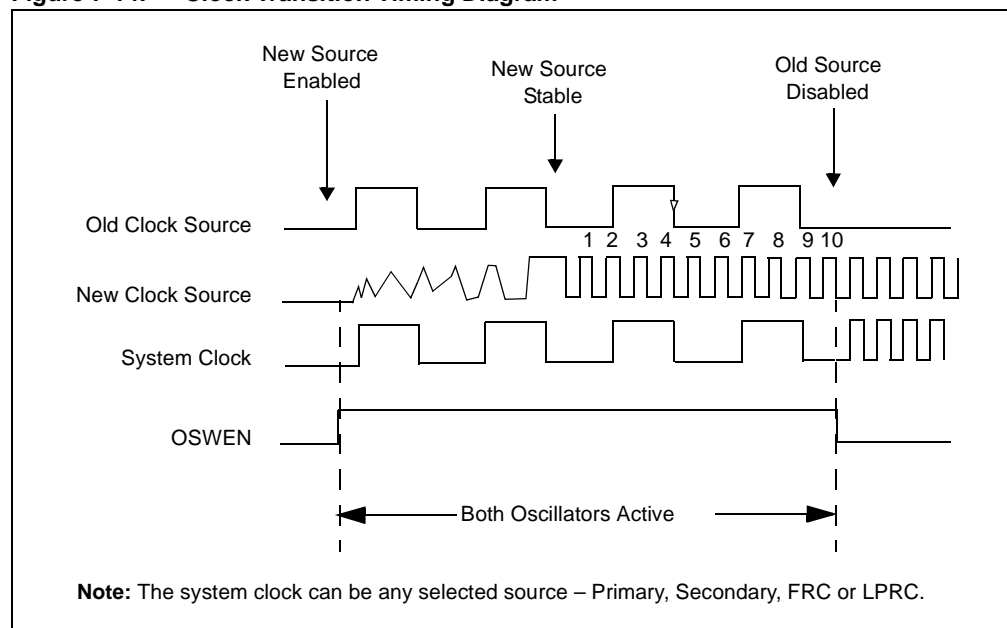 New Source
Enabled
New Source
Stable
Old Source
Disabled
Old Clock Source
1 2 3 4 5 6 7 8 9 10
New Clock Source
System Clock
OSWEN
Both Oscillators Active
Note: The system clock can be any selected source – Primary, Secondary, FRC or LPRC.